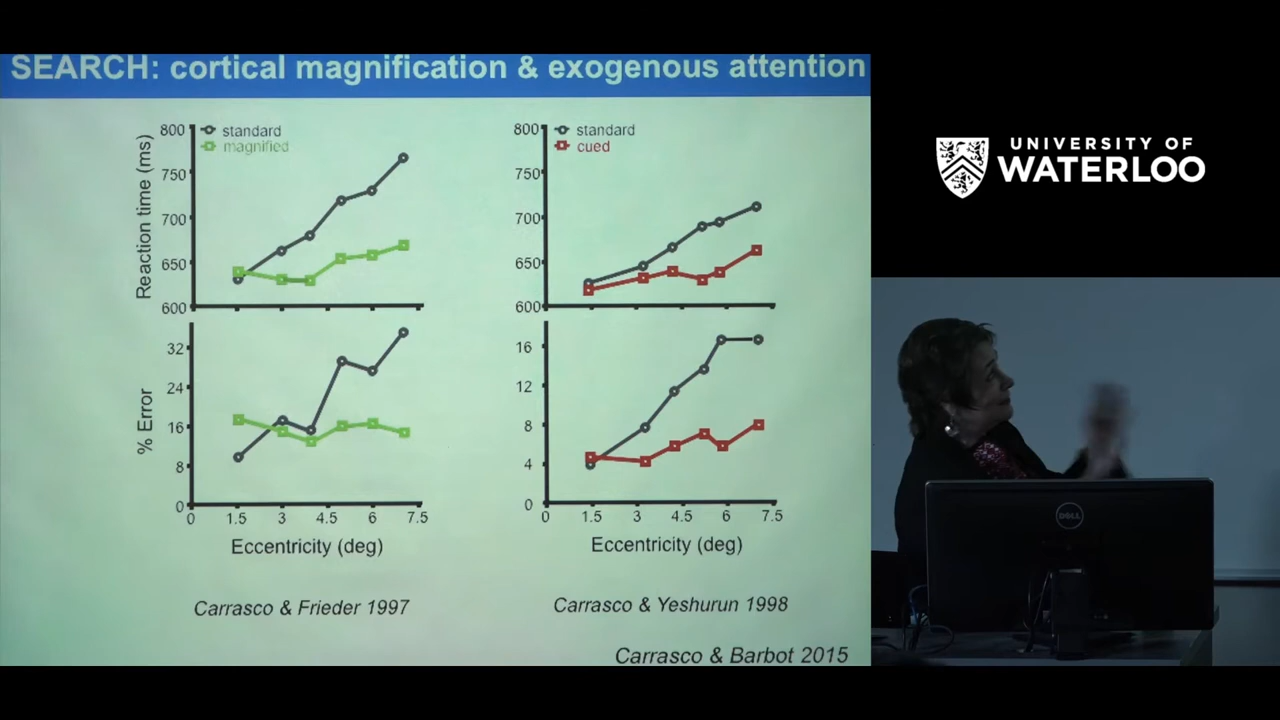 SEARCH: cortical magnification & exogenous attention
Reaction time (ms)
800
750
700
650
600
standard
magnified
800
750
700
650
600
standard
cued
% Error
32
24
16
8
0
0 1.5 3 4.5 6 7.5
Eccentricity (deg)
16
12
8
4
0
0 1.5 3 4.5 6 7.5
Eccentricity (deg)
Carrasco & Frieder 1997
Carrasco & Yeshurun 1998
Carrasco & Barbot 2015
UNIVERSITY OF
WATERLOO
DELL